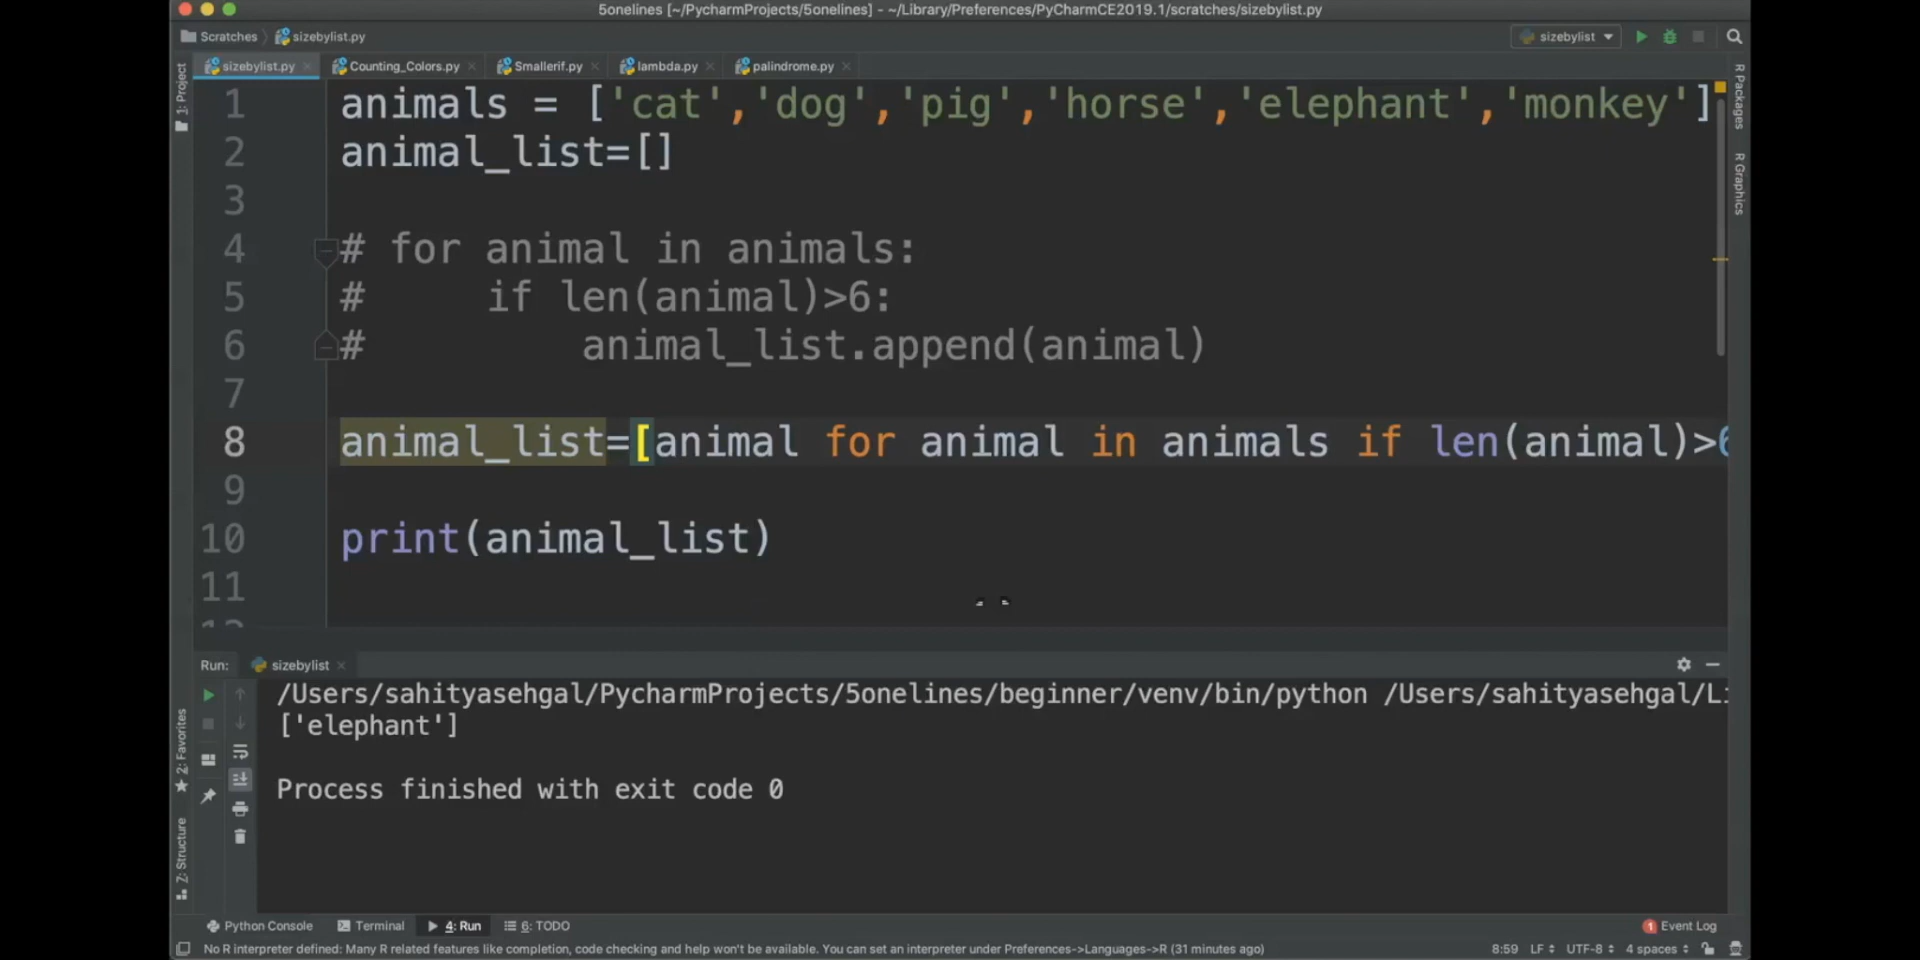 5onelines [~/PycharmProjects/5onelines] - ~/Library/Preferences/PyCharmCE2019.1/scratches/sizebylist.py
Scratches sizebylist.py
sizebylist
sizebylist.py Counting_Colors.py Smallerif.py lambda.py palindrome.py
1: Project
R Packages
R Graphics
1 animals = ['cat','dog','pig','horse','elephant','monkey']
2 animal_list=[]
3
4 # for animal in animals:
5 #     if len(animal)>6:
6 #         animal_list.append(animal)
7
8 animal_list=[animal for animal in animals if len(animal)>6
9
10 print(animal_list)
11
12
Run: sizebylist
/Users/sahityasehgal/PycharmProjects/5onelines/beginner/venv/bin/python /Users/sahityasehgal/Li
['elephant']
Process finished with exit code 0
2: Favorites
Z: Structure
Python Console Terminal 4: Run 6: TODO
1 Event Log
No R interpreter defined: Many R related features like completion, code checking and help won't be available. You can set an interpreter under Preferences->Languages->R (31 minutes ago)
8:59 LF UTF-8 4 spaces